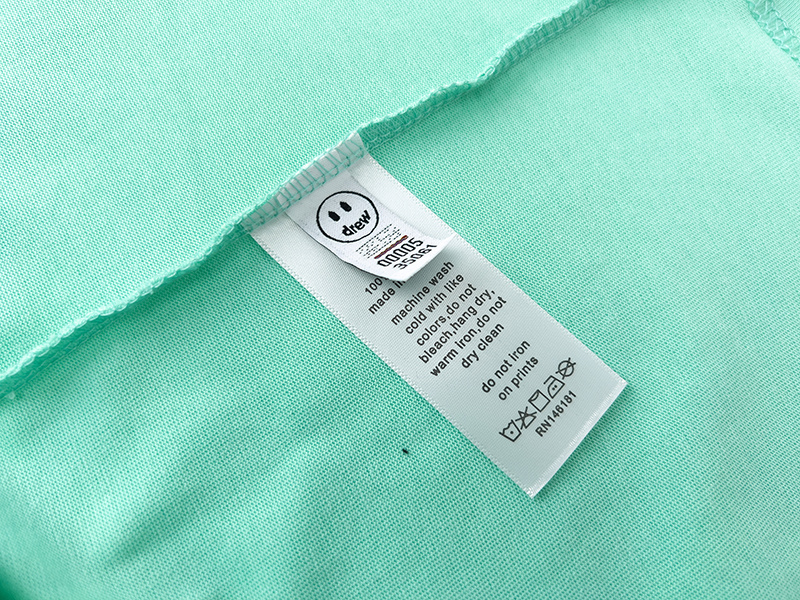 drew
00005
35061
100
made i
machine wash
cold with like
colors,do not
bleach,hang dry,
warm iron,do not
dry clean
do not iron
on prints
RN146181